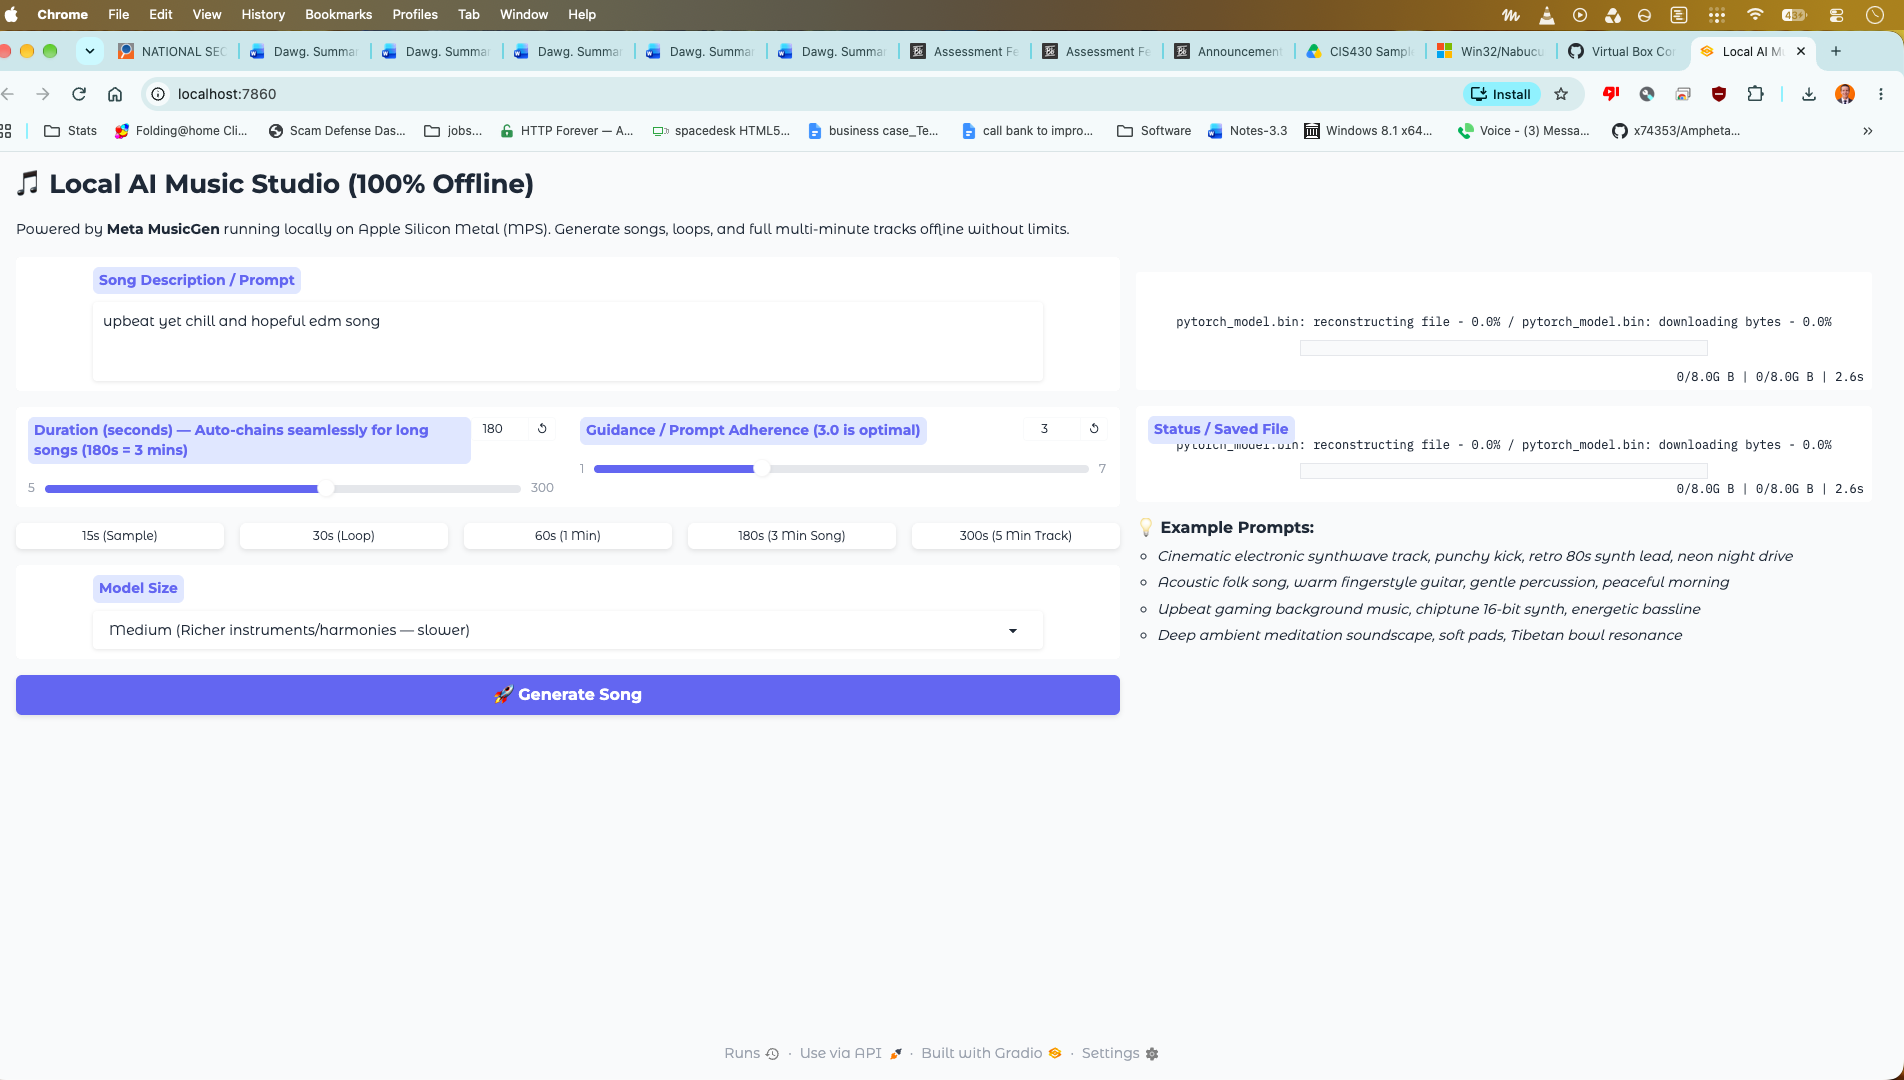 Chrome File Edit View History Bookmarks Profiles Tab Window Help
NATIONAL SEC Dawg. Summar Dawg. Summar Dawg. Summar Dawg. Summar Dawg. Summar Assessment Fe Assessment Fe Announcement CIS430 Sampl Win32/Nabucu Virtual Box Cor Local AI Mu
localhost:7860
Install
Stats Folding@home Cli... Scam Defense Das... jobs... HTTP Forever — A... spacedesk HTML5... business case_Te... call bank to impro... Software Notes-3.3 Windows 8.1 x64... Voice - (3) Messa... x74353/Ampheta...
🎵 Local AI Music Studio (100% Offline)
Powered by Meta MusicGen running locally on Apple Silicon Metal (MPS). Generate songs, loops, and full multi-minute tracks offline without limits.
Song Description / Prompt
upbeat yet chill and hopeful edm song
Duration (seconds) — Auto-chains seamlessly for long
songs (180s = 3 mins)
180
5
300
Guidance / Prompt Adherence (3.0 is optimal)
3
1
7
15s (Sample)
30s (Loop)
60s (1 Min)
180s (3 Min Song)
300s (5 Min Track)
Model Size
Medium (Richer instruments/harmonies — slower)
🚀 Generate Song
pytorch_model.bin: reconstructing file - 0.0% / pytorch_model.bin: downloading bytes - 0.0%
0/8.0G B | 0/8.0G B | 2.6s
Status / Saved File
pytorch_model.bin: reconstructing file - 0.0% / pytorch_model.bin: downloading bytes - 0.0%
0/8.0G B | 0/8.0G B | 2.6s
💡 Example Prompts:
Cinematic electronic synthwave track, punchy kick, retro 80s synth lead, neon night drive
Acoustic folk song, warm fingerstyle guitar, gentle percussion, peaceful morning
Upbeat gaming background music, chiptune 16-bit synth, energetic bassline
Deep ambient meditation soundscape, soft pads, Tibetan bowl resonance
Runs · Use via API · Built with Gradio · Settings